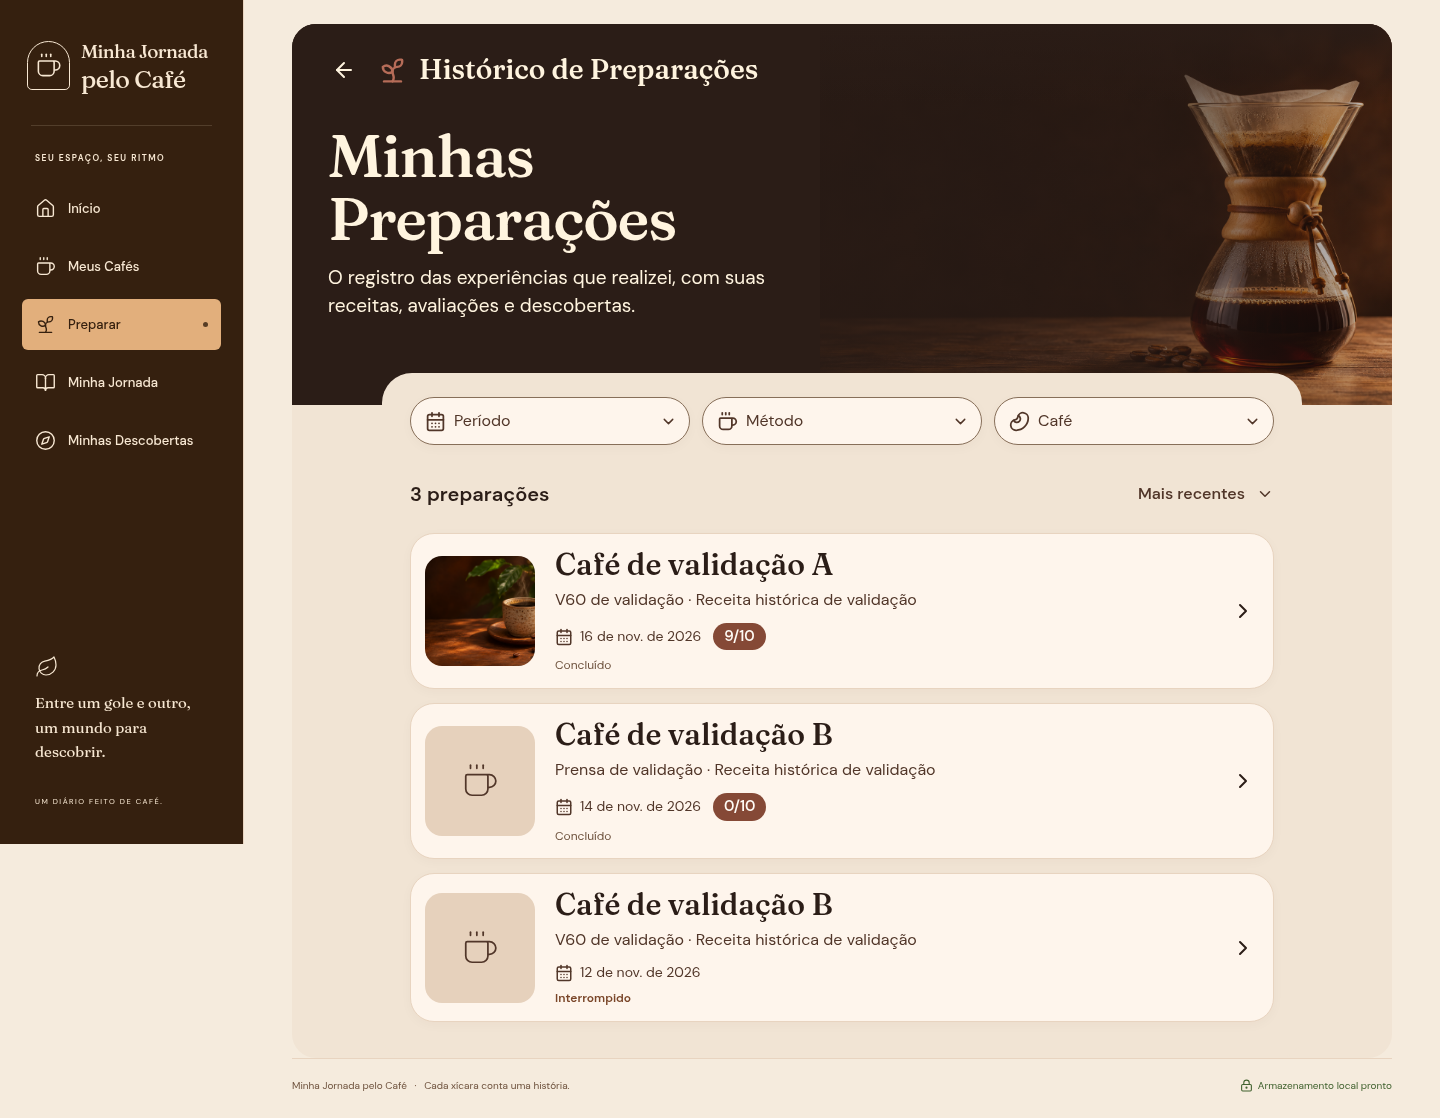 Minha Jornada
pelo Café
SEU ESPAÇO, SEU RITMO
Início
Meus Cafés
Preparar
Minha Jornada
Minhas Descobertas
Entre um gole e outro,
um mundo para
descobrir.
UM DIÁRIO FEITO DE CAFÉ.
Histórico de Preparações
Minhas
Preparações
O registro das experiências que realizei, com suas
receitas, avaliações e descobertas.
Período
Método
Café
3 preparações
Mais recentes
Café de validação A
V60 de validação · Receita histórica de validação
16 de nov. de 2026 9/10
Concluído
Café de validação B
Prensa de validação · Receita histórica de validação
14 de nov. de 2026 0/10
Concluído
Café de validação B
V60 de validação · Receita histórica de validação
12 de nov. de 2026
Interrompido
Minha Jornada pelo Café · Cada xícara conta uma história.
Armazenamento local pronto